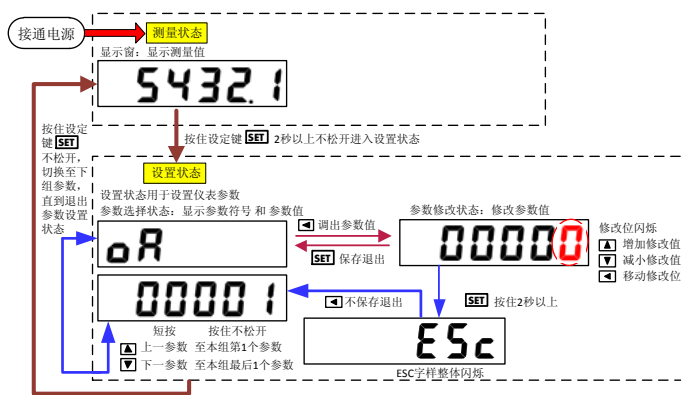 接通电源
测量状态
显示窗：显示测量值
5432.1
按住设定键 SET 2秒以上不松开进入设置状态
按住设定
键 SET
不松开，
切换至下
组参数，
直到退出
参数设置
状态
设置状态
设置状态用于设置仪表参数
参数选择状态：显示参数符号 和 参数值
oA
◀ 调出参数值
SET 保存退出
参数修改状态：修改参数值
00000
修改位闪烁
▲ 增加修改值
▼ 减小修改值
◀ 移动修改位
00001
◀ 不保存退出
SET 按住2秒以上
短按 按住不松开
▲ 上一参数 至本组第1个参数
▼ 下一参数 至本组最后1个参数
ESc
ESC字样整体闪烁